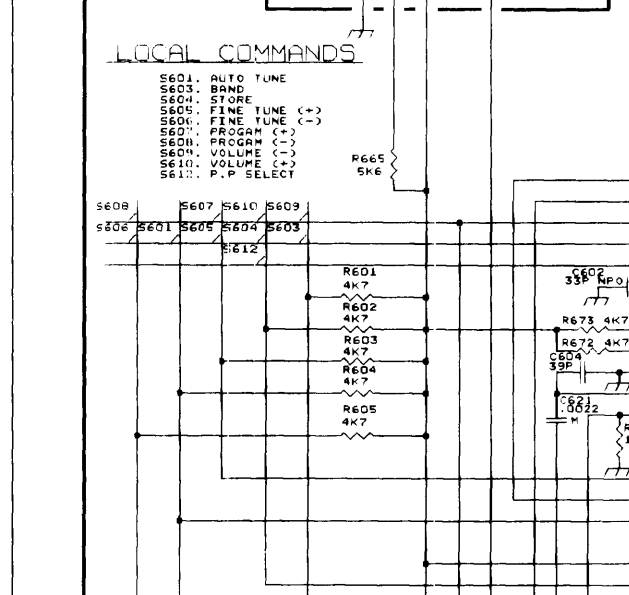 LOCAL COMMANDS
S601. AUTO TUNE
S603. BAND
S604. STORE
S605. FINE TUNE (+)
S606. FINE TUNE (-)
S607. PROGAM (+)
S608. PROGAM (-)
S609. VOLUME (-)
S610. VOLUME (+)
S612. P.P SELECT
R665
5K6
S608 S607 S610 S609
S606 S601 S605 S604 S603
S612
R601
4K7
R602
4K7
R603
4K7
R604
4K7
R605
4K7
C602
33P NPO
R673 4K7
R672 4K7
C604
39P
C621
.0022
M